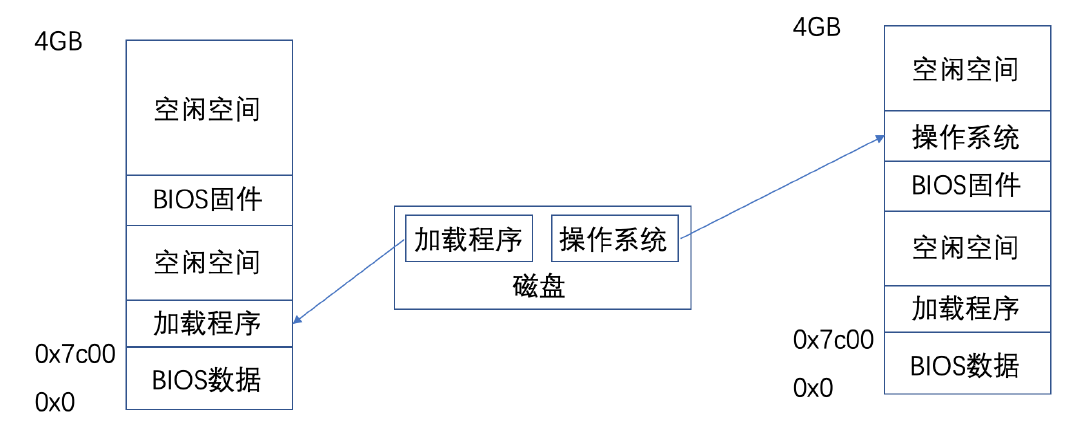 4GB
空闲空间
BIOS固件
空闲空间
加载程序
0x7c00
BIOS数据
0x0
加载程序
操作系统
磁盘
4GB
空闲空间
操作系统
BIOS固件
空闲空间
加载程序
0x7c00
BIOS数据
0x0